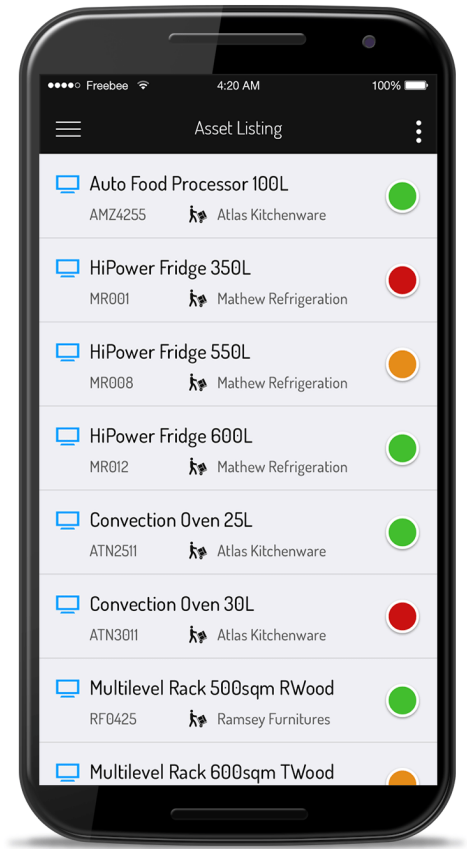 Freebee 4:20 AM 100%
Asset Listing
Auto Food Processor 100L
AMZ4255 Atlas Kitchenware
HiPower Fridge 350L
MR001 Mathew Refrigeration
HiPower Fridge 550L
MR008 Mathew Refrigeration
HiPower Fridge 600L
MR012 Mathew Refrigeration
Convection Oven 25L
ATN2511 Atlas Kitchenware
Convection Oven 30L
ATN3011 Atlas Kitchenware
Multilevel Rack 500sqm RWood
RF0425 Ramsey Furnitures
Multilevel Rack 600sqm TWood